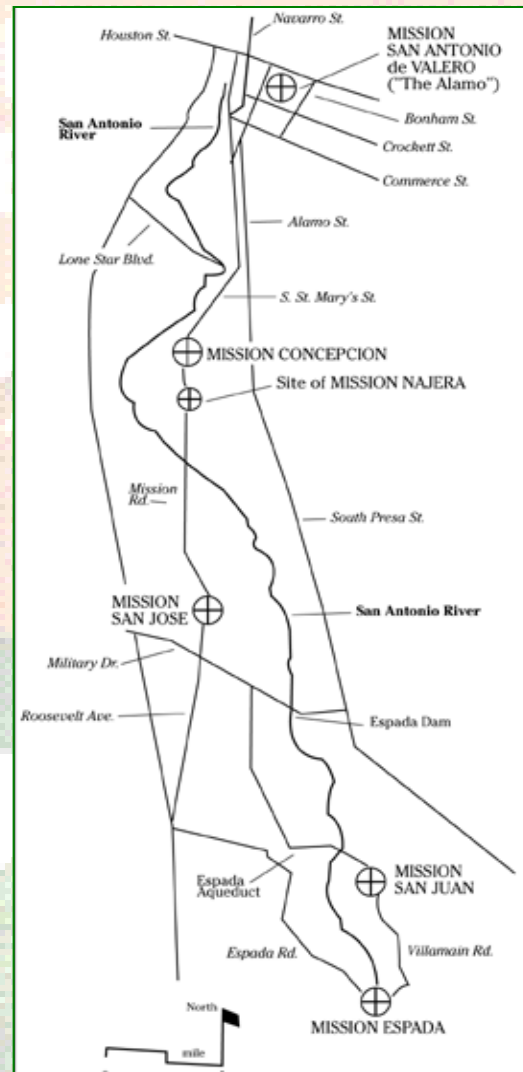 Navarro St.
Houston St.
MISSION
SAN ANTONIO
de VALERO
("The Alamo")
San Antonio
River
Bonham St.
Crockett St.
Commerce St.
Alamo St.
Lone Star Blvd.
S. St. Mary's St.
MISSION CONCEPCION
Site of MISSION NAJERA
Mission
Rd.
South Presa St.
MISSION
SAN JOSE
San Antonio River
Military Dr.
Roosevelt Ave.
Espada Dam
Espada
Aqueduct
MISSION
SAN JUAN
Espada Rd.
Villamain Rd.
North
MISSION ESPADA
mile